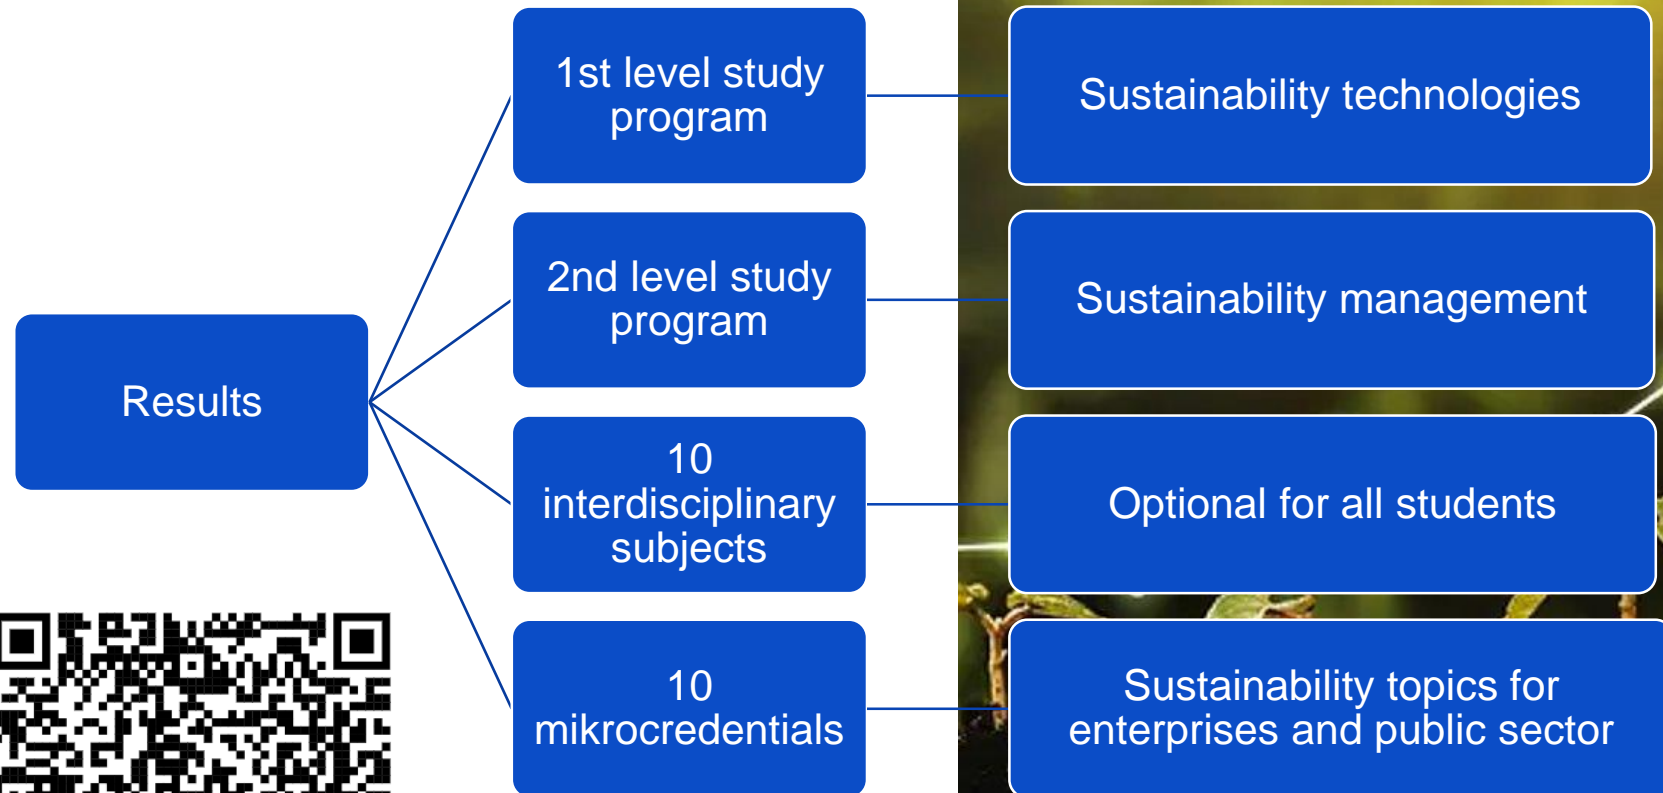 Results
1st level study
program
Sustainability technologies
2nd level study
program
Sustainability management
10
interdisciplinary
subjects
Optional for all students
10
mikrocredentials
Sustainability topics for
enterprises and public sector